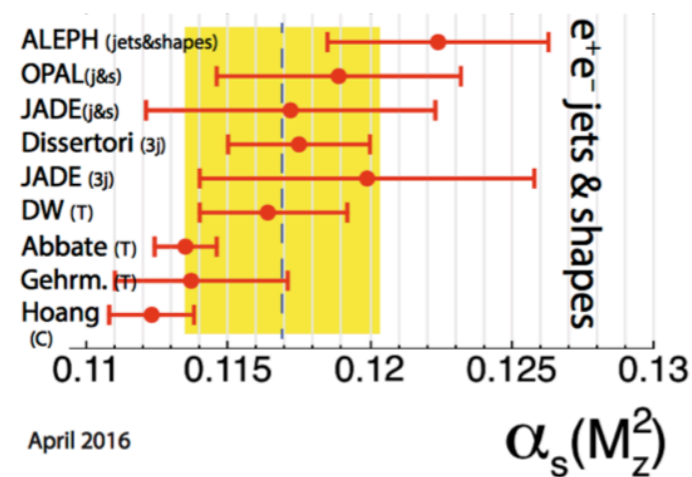 ALEPH (jets&shapes)
OPAL(j&s)
JADE(j&s)
Dissertori (3j)
JADE (3j)
DW (T)
Abbate (T)
Gehrm. (T)
Hoang
(C)
e⁺e⁻ jets & shapes
0.11 0.115 0.12 0.125 0.13
April 2016
αₛ(M_z²)